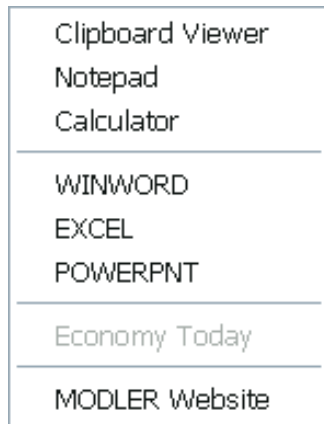 Clipboard Viewer
Notepad
Calculator
WINWORD
EXCEL
POWERPNT
Economy Today
MODLER Website